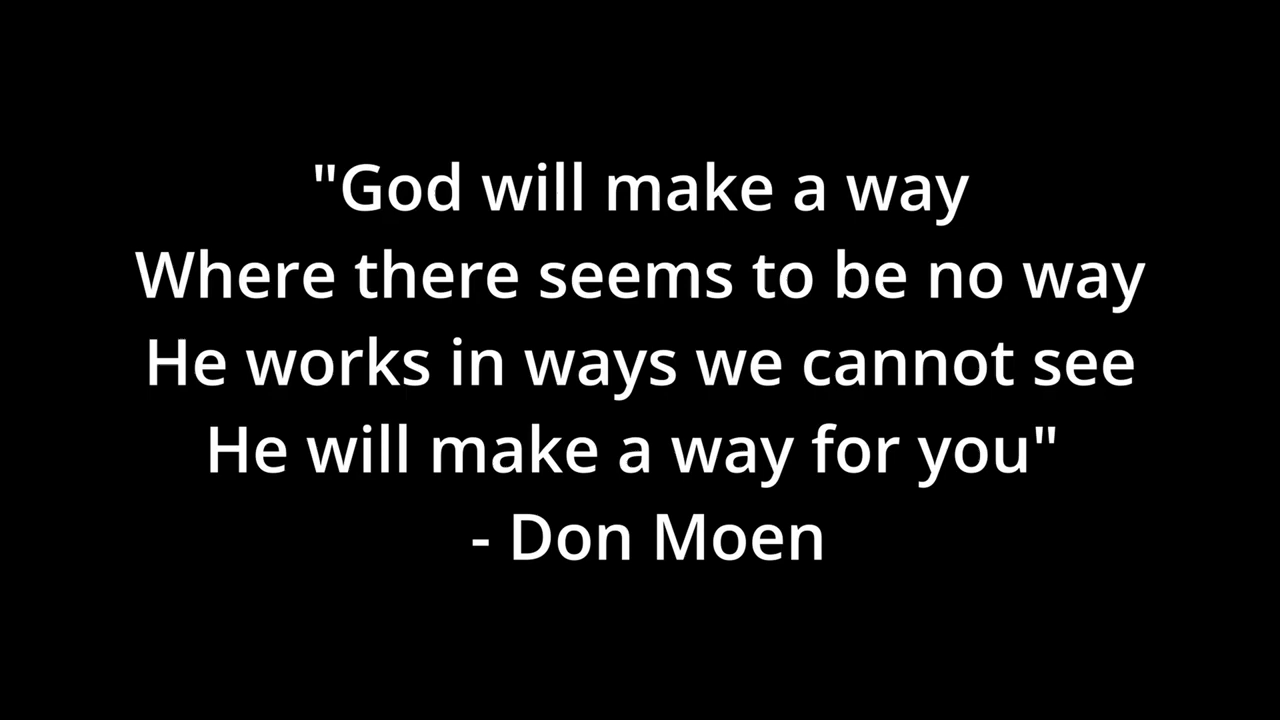 "God will make a way
Where there seems to be no way
He works in ways we cannot see
He will make a way for you"
- Don Moen